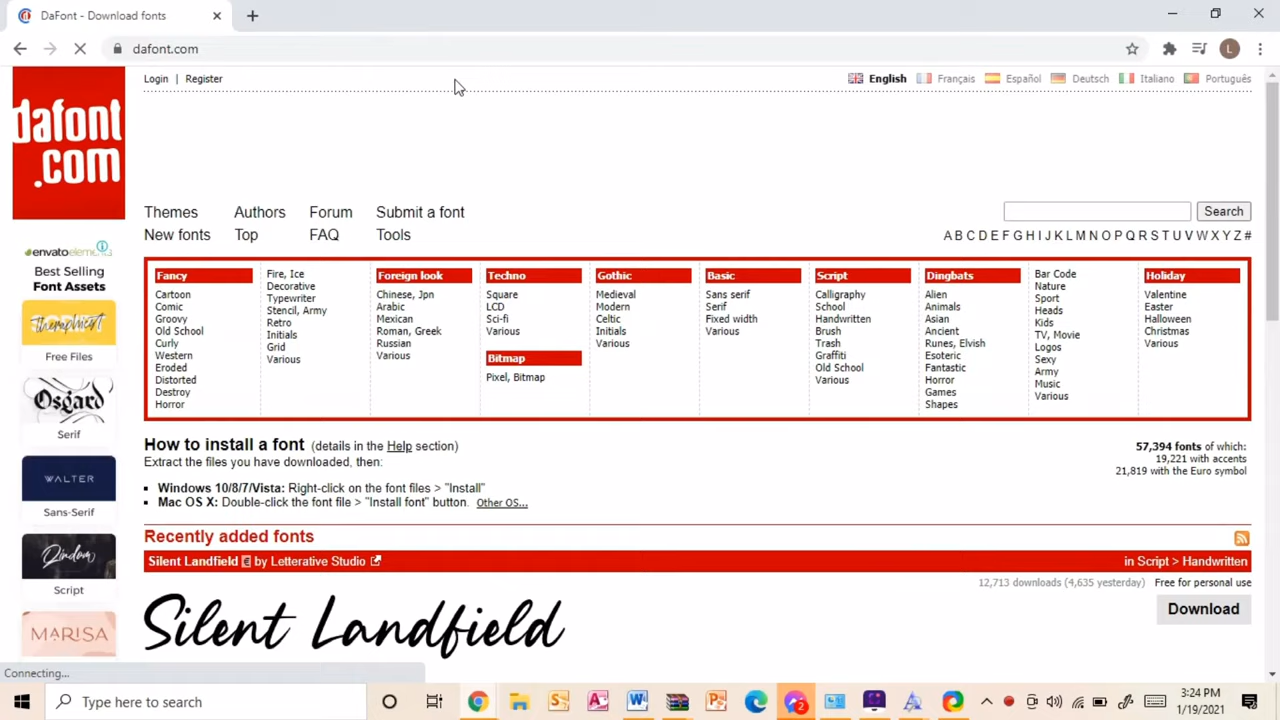 DaFont - Download fonts
dafont.com
L
Login | Register
English Français Español Deutsch Italiano Português
dafont
.com
Themes Authors Forum Submit a font
Search
New fonts Top FAQ Tools
A B C D E F G H I J K L M N O P Q R S T U V W X Y Z #
envato elements
Best Selling
Font Assets
Free Files
Osgard
Serif
WALTER
Sans-Serif
Script
MARISA
Fancy
Cartoon
Comic
Groovy
Old School
Curly
Western
Eroded
Distorted
Destroy
Horror
Fire, Ice
Decorative
Typewriter
Stencil, Army
Retro
Initials
Grid
Various
Foreign look
Chinese, Jpn
Arabic
Mexican
Roman, Greek
Russian
Various
Techno
Square
LCD
Sci-fi
Various
Bitmap
Pixel, Bitmap
Gothic
Medieval
Modern
Celtic
Initials
Various
Basic
Sans serif
Serif
Fixed width
Various
Script
Calligraphy
School
Handwritten
Brush
Trash
Graffiti
Old School
Various
Dingbats
Alien
Animals
Asian
Ancient
Runes, Elvish
Esoteric
Fantastic
Horror
Games
Shapes
Bar Code
Nature
Sport
Heads
Kids
TV, Movie
Logos
Sexy
Army
Music
Various
Holiday
Valentine
Easter
Halloween
Christmas
Various
How to install a font (details in the Help section)
Extract the files you have downloaded, then:
Windows 10/8/7/Vista: Right-click on the font files > "Install"
Mac OS X: Double-click the font file > "Install font" button. Other OS...
57,394 fonts of which:
19,221 with accents
21,819 with the Euro symbol
Recently added fonts
Silent Landfield € by Letterative Studio
in Script > Handwritten
12,713 downloads (4,635 yesterday) Free for personal use
Download
Silent Landfield
Connecting...
Type here to search
2
3:24 PM
1/19/2021